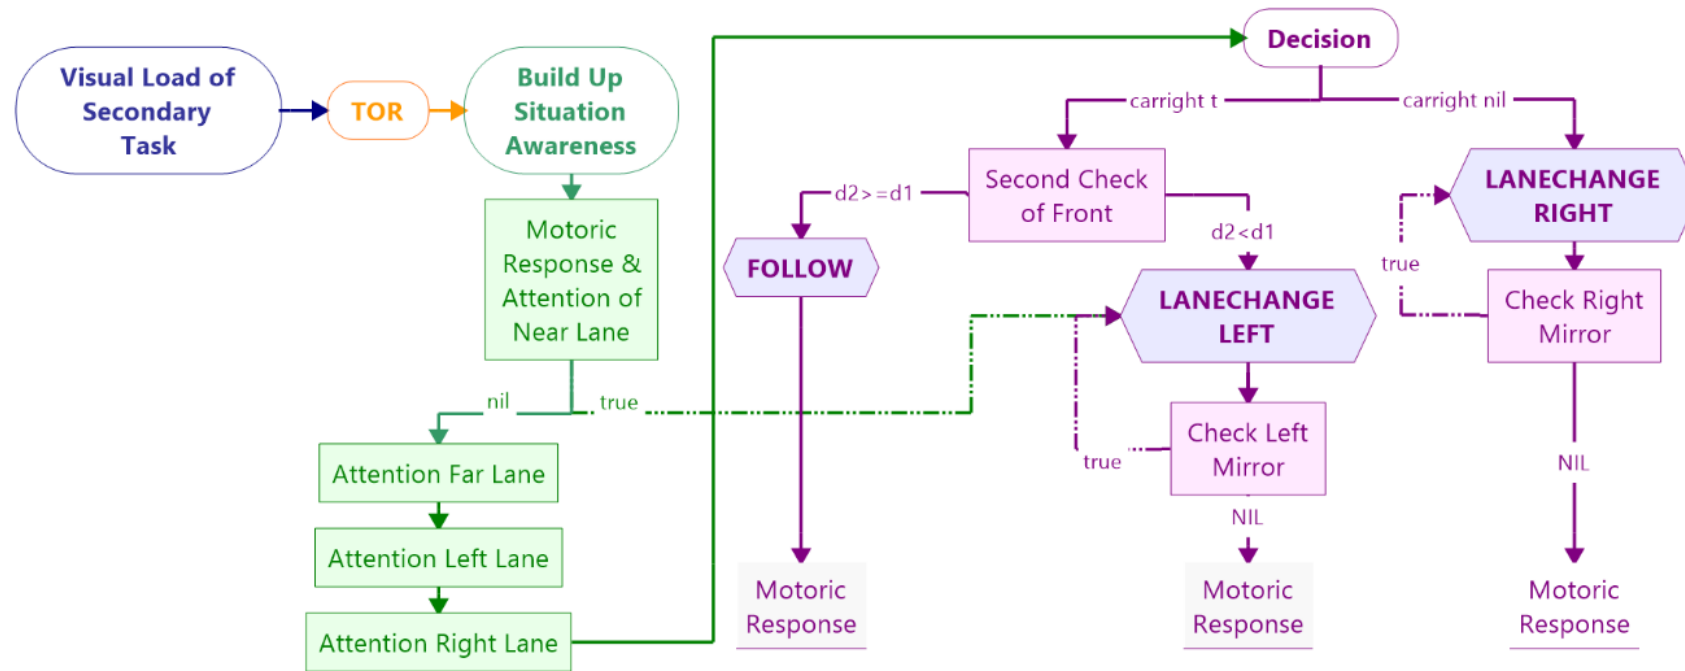 Visual Load of
Secondary
Task
TOR
Build Up
Situation
Awareness
Motoric
Response &
Attention of
Near Lane
nil
true
Attention Far Lane
Attention Left Lane
Attention Right Lane
Decision
carright t
carright nil
Second Check
of Front
d2>=d1
d2<d1
FOLLOW
Motoric
Response
LANECHANGE
LEFT
true
Check Left
Mirror
NIL
Motoric
Response
LANECHANGE
RIGHT
true
Check Right
Mirror
NIL
Motoric
Response